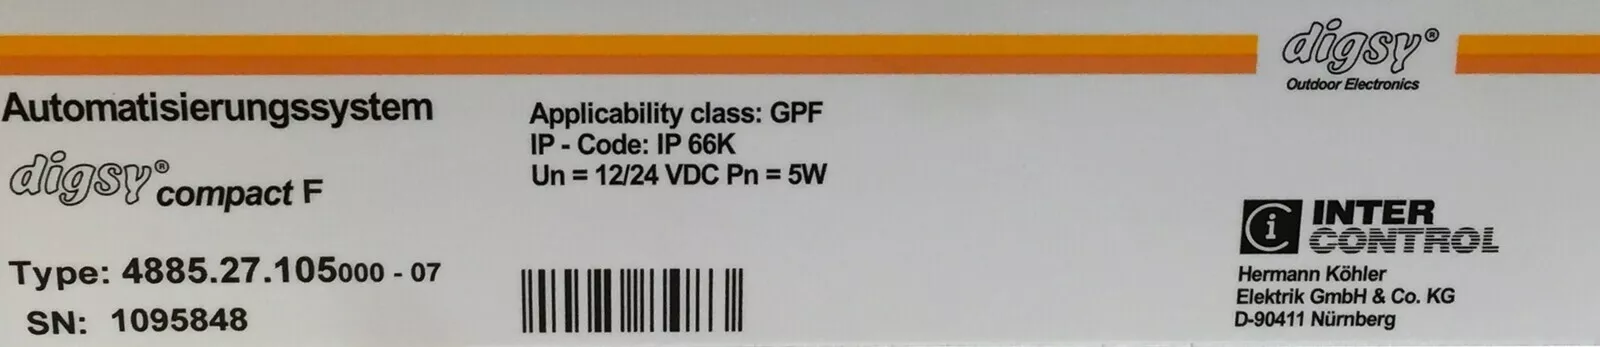 digsy®
Outdoor Electronics
Automatisierungssystem
digsy® compact F
Type: 4885.27.105000 - 07
SN: 1095848
Applicability class: GPF
IP - Code: IP 66K
Un = 12/24 VDC Pn = 5W
i
INTER
CONTROL
Hermann Köhler
Elektrik GmbH & Co. KG
D-90411 Nürnberg